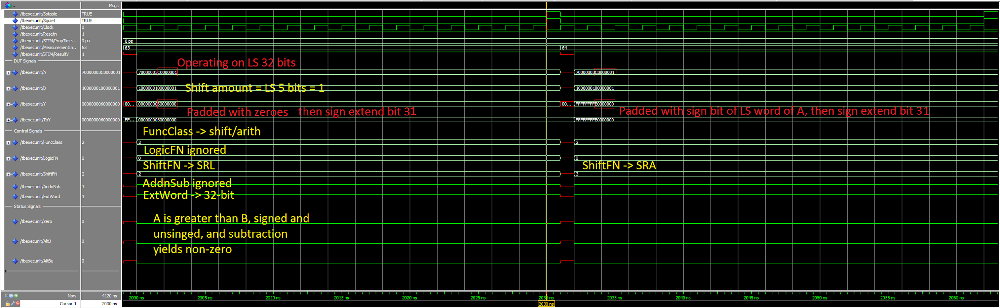 Msgs
/tbexecunit/Sstable TRUE
/tbexecunit/Squiet TRUE
/tbexecunit/Clock 0
/tbexecunit/Resetn 1
/tbexecunit/STIM/PropTime... 0 ps 0 ps
/tbexecunit/MeasurementIn... 63 63 64
/tbexecunit/STIM/ResultV 1
DUT Signals
Operating on LS 32 bits
/tbexecunit/A 70000003C0000001 70000003C0000001 70000003C0000001
/tbexecunit/B 1000000100000001 1000000100000001 Shift amount = LS 5 bits = 1 1000000100000001
/tbexecunit/Y 0000000060000000 00... 0000000060000000 00... FFFFFFFFE0000000
Padded with zeroes then sign extend bit 31 Padded with sign bit of LS word of A, then sign extend bit 31
/tbexecunit/TbY 0000000060000000 FF... 0000000060000000 FFFFFFFFE0000000
Control Signals FuncClass -> shift/arith
/tbexecunit/FuncClass 2 2 2
LogicFN ignored
/tbexecunit/LogicFN 0 0 0
ShiftFN -> SRL ShiftFN -> SRA
/tbexecunit/ShiftFN 2 2 3
AddnSub ignored
/tbexecunit/AddnSub 1
/tbexecunit/ExtWord 1 ExtWord -> 32-bit
Status Signals
/tbexecunit/Zero 0 A is greater than B, signed and
unsinged, and subtraction
/tbexecunit/AltB 0
yields non-zero
/tbexecunit/AltBu 0
Now 4120 ns 2000 ns 2005 ns 2010 ns 2015 ns 2020 ns 2025 ns 2030 ns 2035 ns 2040 ns 2045 ns 2050 ns 2055 ns 2060 ns
Cursor 1 2030 ns 2030 ns